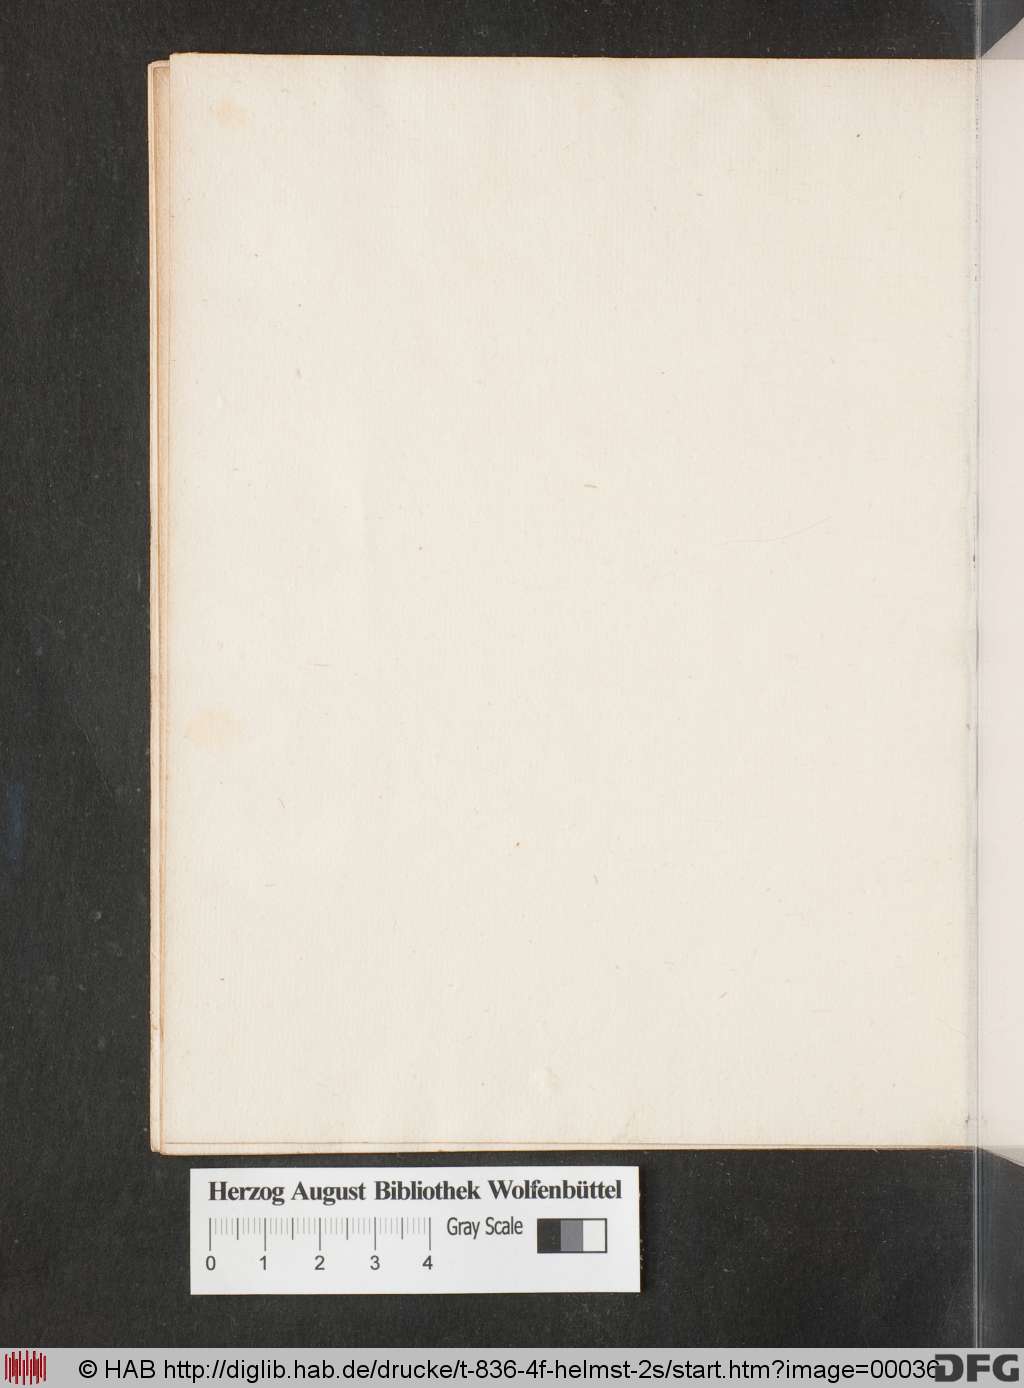 Herzog August Bibliothek Wolfenbüttel
Gray Scale
0 1 2 3 4
© HAB http://diglib.hab.de/drucke/t-836-4f-helmst-2s/start.htm?image=00036
DFG